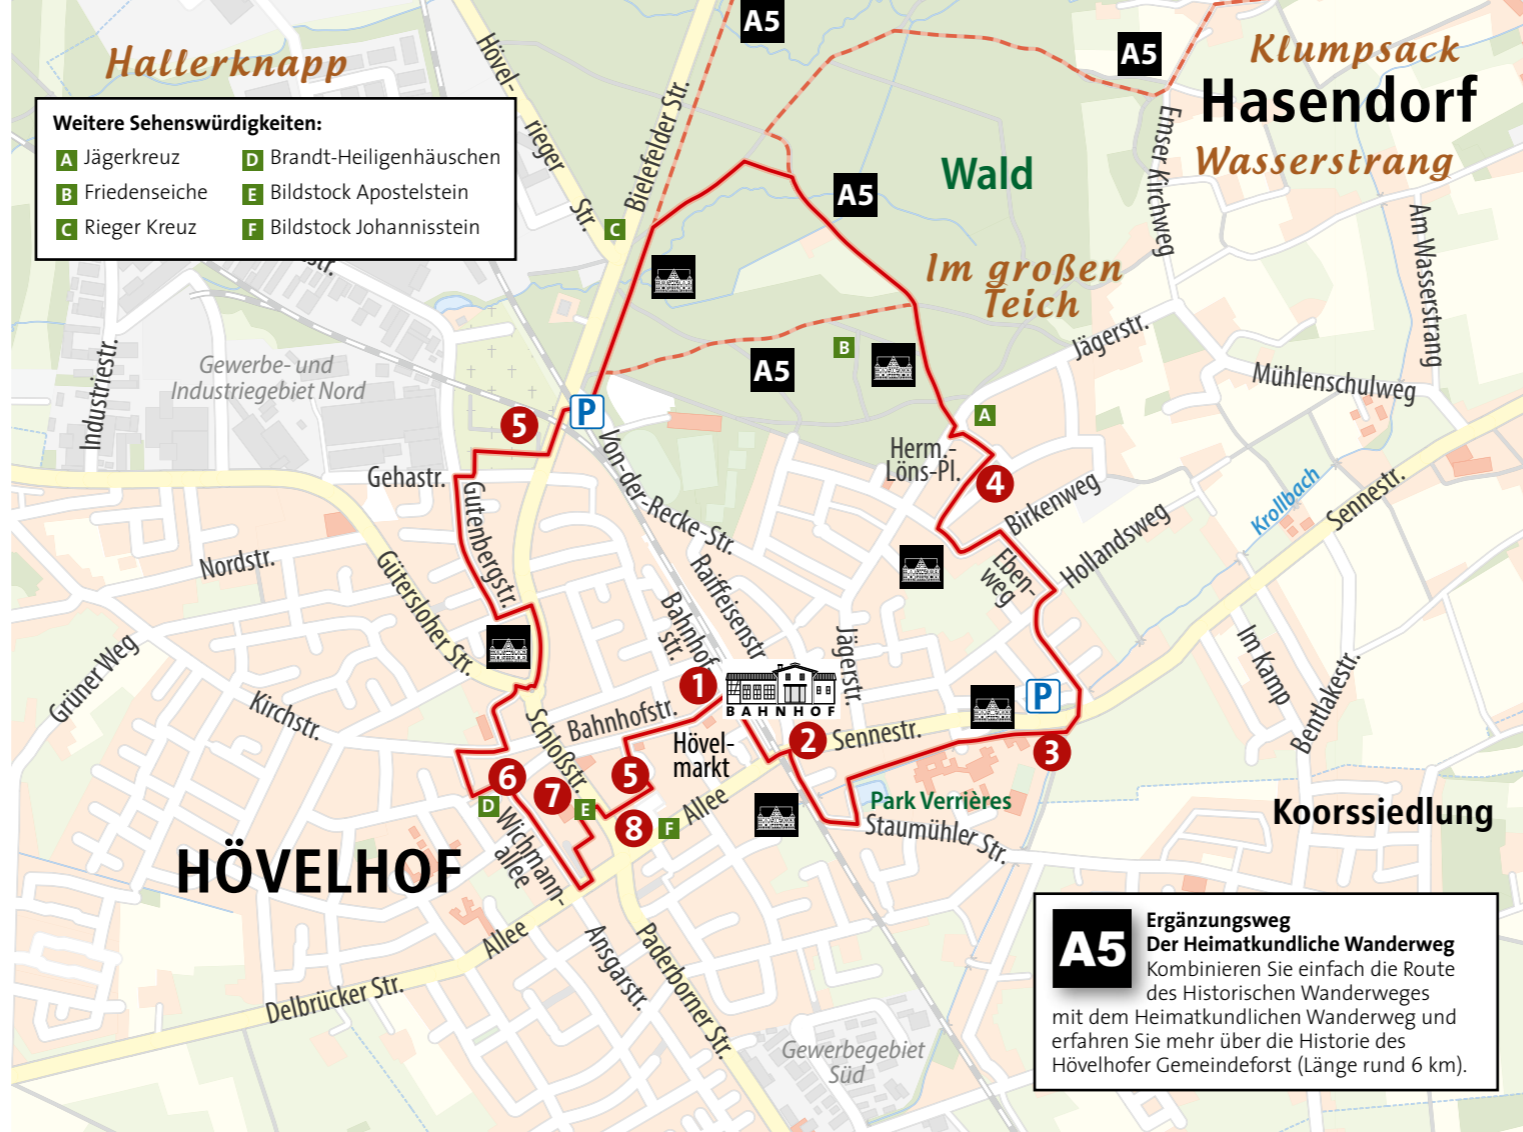 Hallerknapp
Weitere Sehenswürdigkeiten:
A Jägerkreuz
B Friedenseiche
C Rieger Kreuz
D Brandt-Heiligenhäuschen
E Bildstock Apostelstein
F Bildstock Johannisstein
str.
Hövel-
rieger
Str.
Bielefelder Str.
C
A5
A5
Klumpsack
Hasendorf
Wasserstrang
Emser Kirchweg
Am Wasserstrang
Wald
A5
Im großen
Teich
Jägerstr.
Mühlenschulweg
Gewerbe- und
Industriegebiet Nord
Industriestr.
A5
B
A
P
5
Gehastr.
Gutenbergstr.
Von-der-Recke-Str.
Herm.-
Löns-Pl.
4
Birkenweg
Hollandsweg
Krollbach
Sennestr.
Nordstr.
Gütersloher Str.
Raiffeisenstr.
Bahnhof-
str.
Eben-
weg
Jägerstr.
Im Kamp
Bentlakestr.
Grüner Weg
Kirchstr.
Schloßstr.
Bahnhofstr.
1
BAHNHOF
P
2
Sennestr.
3
Hövel-
markt
5
6
7
D
E
8
F
Allee
Park Verrières
Staumühler Str.
Koorssiedlung
HÖVELHOF
Wichmann-
allee
Allee
Ansgarstr.
Paderborner Str.
Delbrücker Str.
Gewerbegebiet
Süd
A5
Ergänzungsweg
Der Heimatkundliche Wanderweg
Kombinieren Sie einfach die Route
des Historischen Wanderweges
mit dem Heimatkundlichen Wanderweg und
erfahren Sie mehr über die Historie des
Hövelhofer Gemeindeforst (Länge rund 6 km).